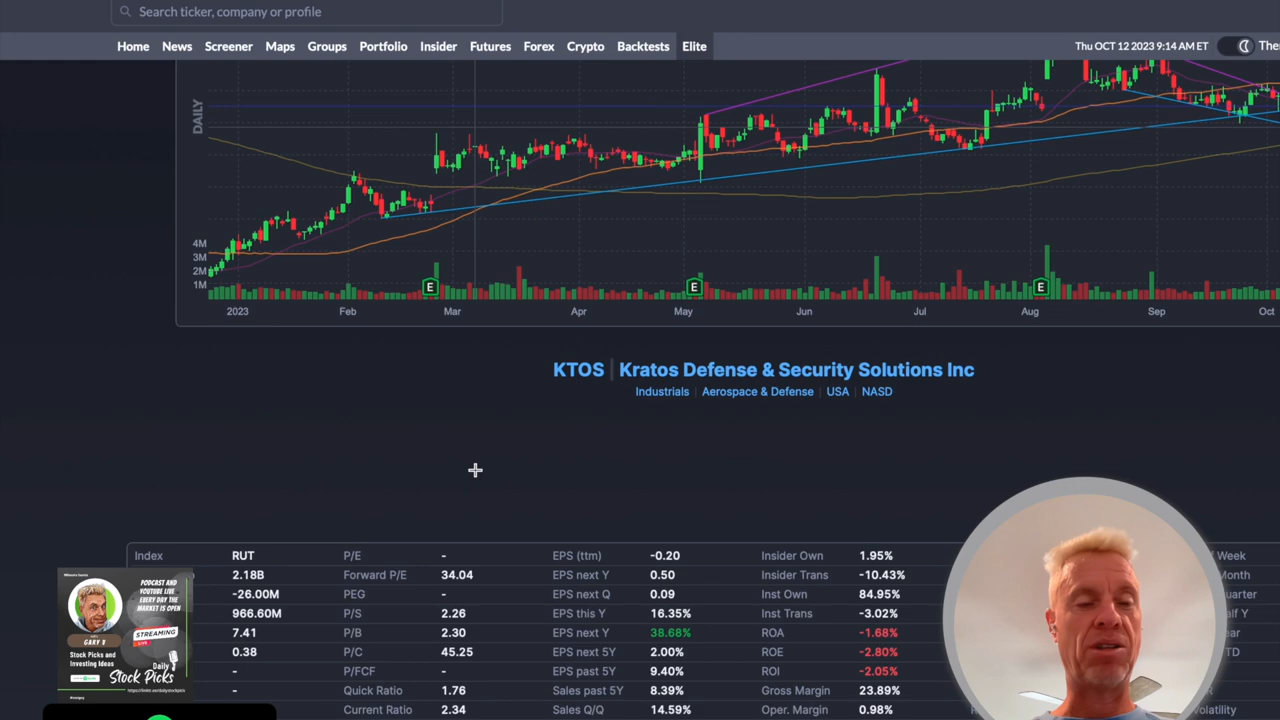 Search ticker, company or profile
Home News Screener Maps Groups Portfolio Insider Futures Forex Crypto Backtests Elite Thu OCT 12 2023 9:14 AM ET
DAILY
4M
3M
2M
1M
E E E
2023 Feb Mar Apr May Jun Jul Aug Sep Oct
KTOS | Kratos Defense & Security Solutions Inc
Industrials | Aerospace & Defense | USA | NASD
Index RUT P/E - EPS (ttm) -0.20 Insider Own 1.95% Week
2.18B Forward P/E 34.04 EPS next Y 0.50 Insider Trans -10.43% Month
-26.00M PEG - EPS next Q 0.09 Inst Own 84.95%
966.60M P/S 2.26 EPS this Y 16.35% Inst Trans -3.02%
7.41 P/B 2.30 EPS next Y 38.68% ROA -1.68%
0.38 P/C 45.25 EPS next 5Y 2.00% ROE -2.80%
- P/FCF - EPS past 5Y 9.40% ROI -2.05%
- Quick Ratio 1.76 Sales past 5Y 8.39% Gross Margin 23.89%
Current Ratio 2.34 Sales Q/Q 14.59% Oper. Margin 0.98%
PODCAST AND
YOUTUBE LIVE
EVERY DAY THE
MARKET IS OPEN
STREAMING
GARY B
Stock Picks and
Investing Ideas
Daily
Stock Picks